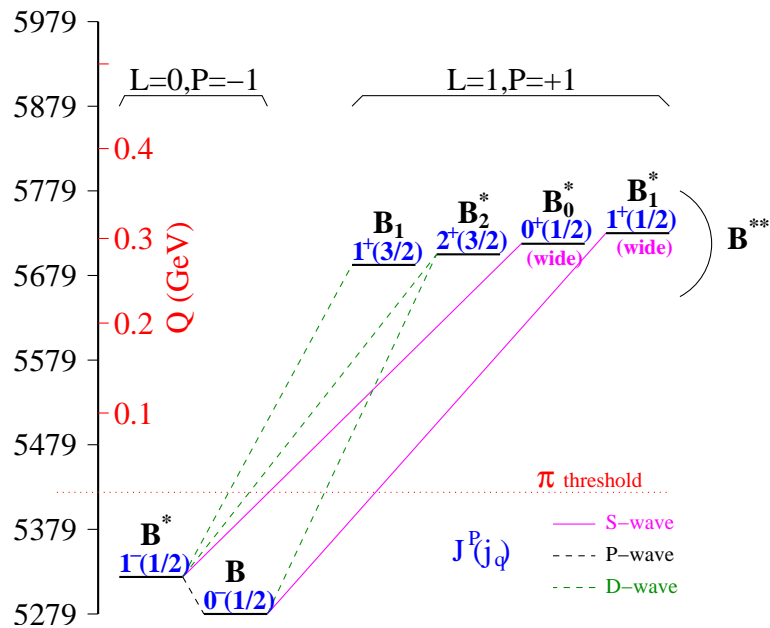 5979
5879
5779
5679
5579
5479
5379
5279
0.4
0.3
0.2
0.1
Q (GeV)
L=0,P=−1
L=1,P=+1
B₁
1⁺(3/2)
B₂*
2⁺(3/2)
B₀*
0⁺(1/2)
(wide)
B₁*
1⁺(1/2)
(wide)
B**
π threshold
B*
1⁻(1/2)
B
0⁻(1/2)
Jᴾ(j_q)
S−wave
P−wave
D−wave